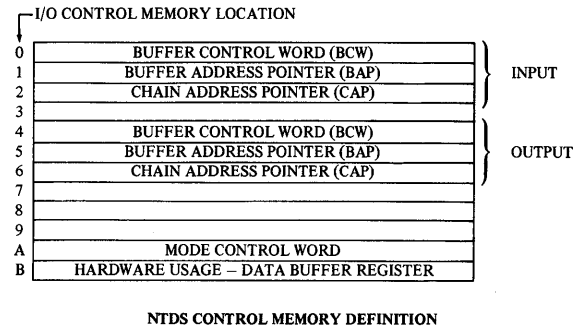 I/O CONTROL MEMORY LOCATION
0 BUFFER CONTROL WORD (BCW)
1 BUFFER ADDRESS POINTER (BAP) INPUT
2 CHAIN ADDRESS POINTER (CAP)
3
4 BUFFER CONTROL WORD (BCW)
5 BUFFER ADDRESS POINTER (BAP) OUTPUT
6 CHAIN ADDRESS POINTER (CAP)
7
8
9
A MODE CONTROL WORD
B HARDWARE USAGE – DATA BUFFER REGISTER
NTDS CONTROL MEMORY DEFINITION